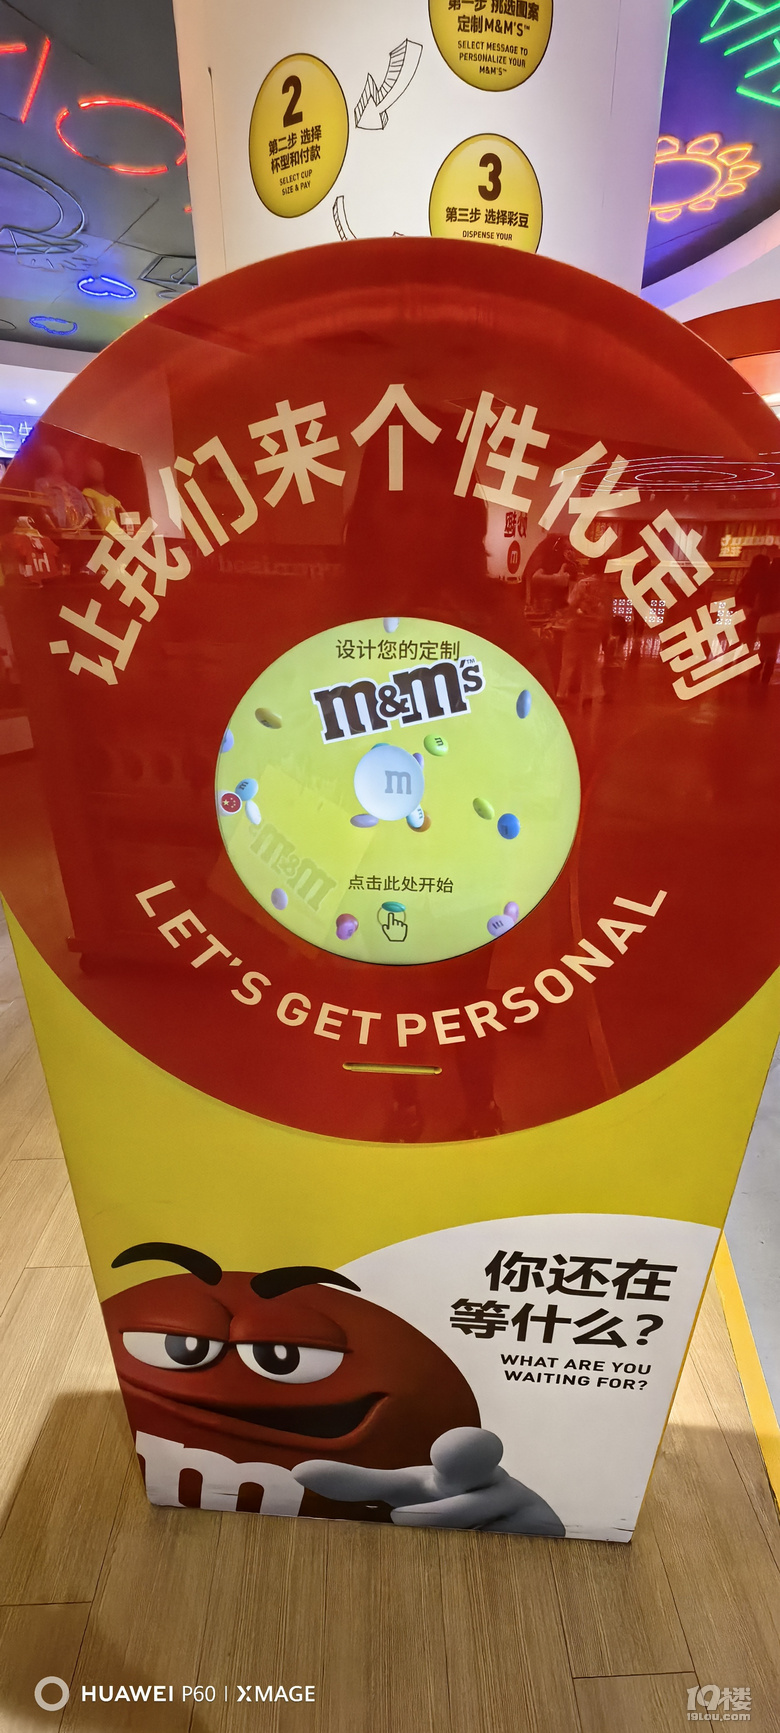 第一步 挑选图案
定制M&M'S™
SELECT MESSAGE TO
PERSONALIZE YOUR
M&M'S™
2
第二步 选择
杯型和付款
SELECT CUP
SIZE & PAY
3
第三步 选择彩豆
DISPENSE YOUR
让我们来个性化定制
设计您的定制
m&m's™
m
点击此处开始
LET'S GET PERSONAL
你还在
等什么?
WHAT ARE YOU
WAITING FOR?
m
HUAWEI P60 | XMAGE
19楼
19lou.com